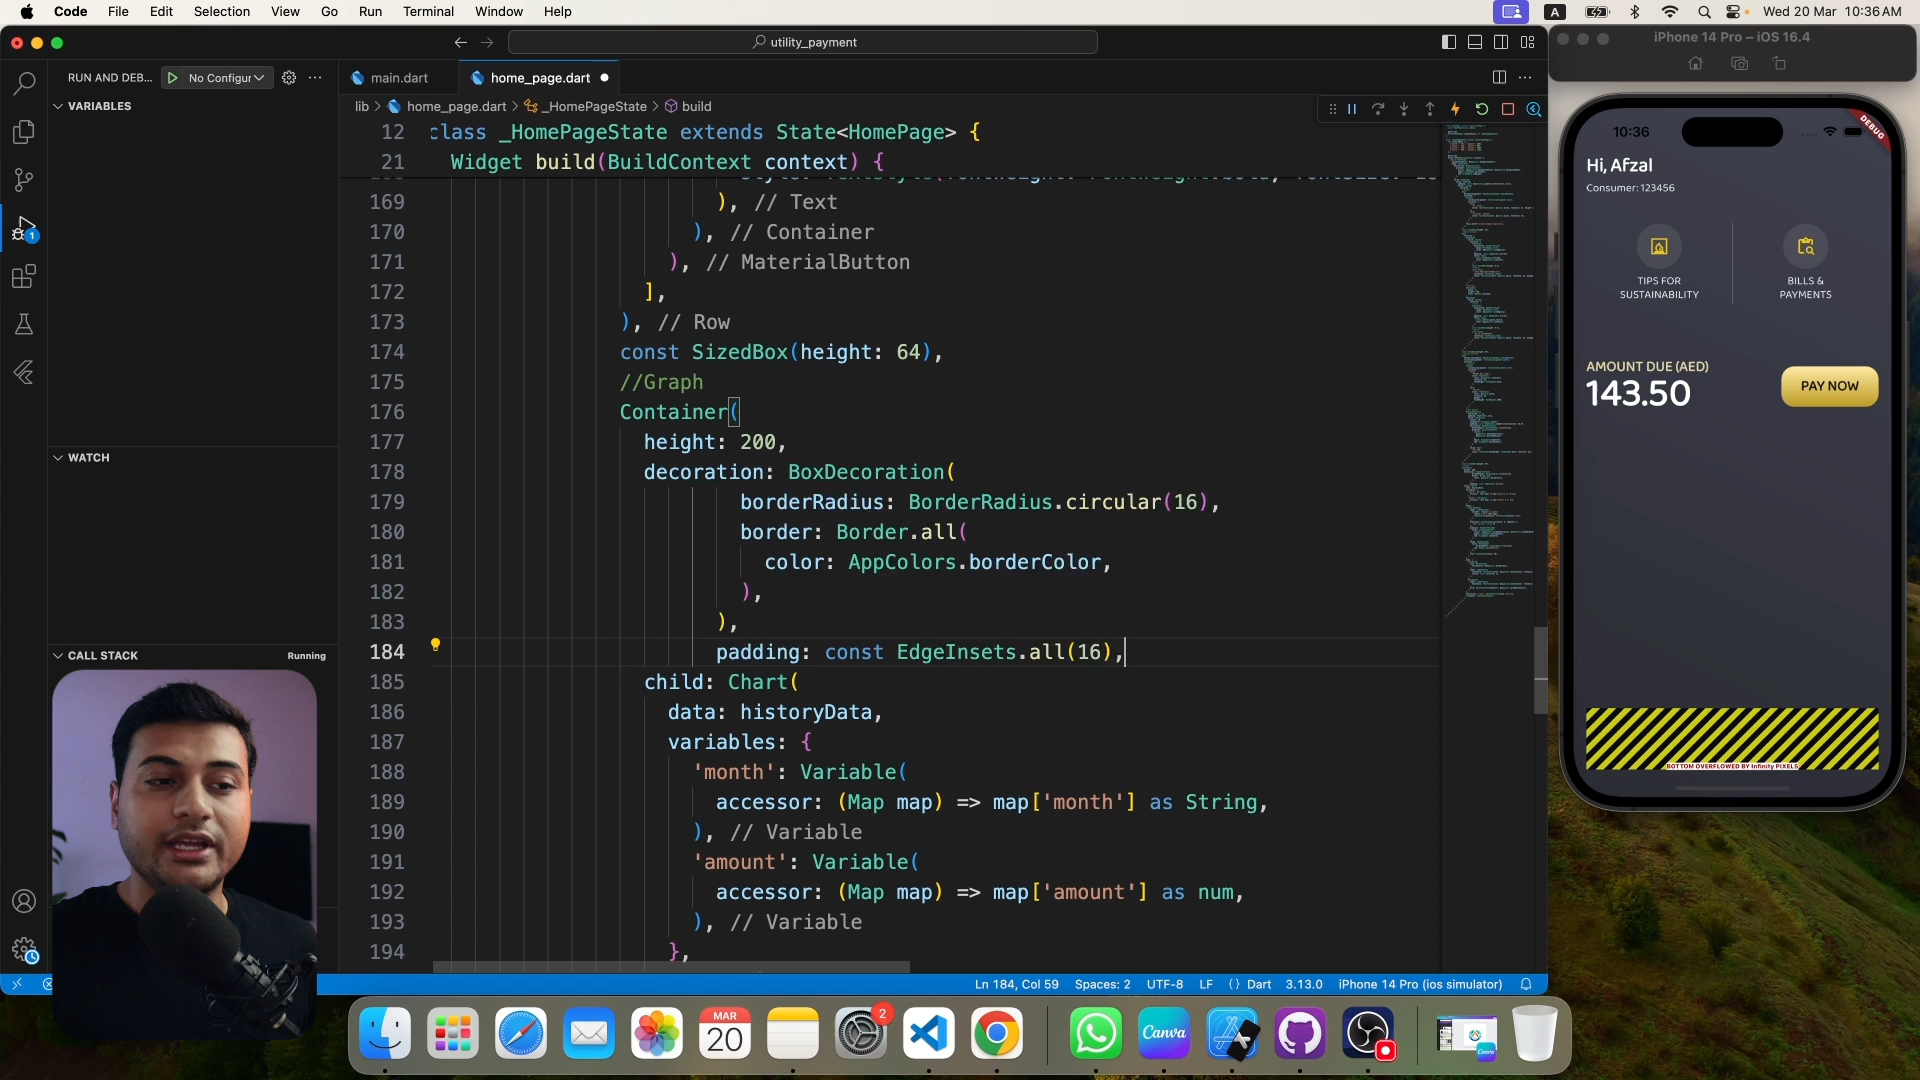 Code File Edit Selection View Go Run Terminal Window Help
A
Wed 20 Mar 10:36 AM
utility_payment
iPhone 14 Pro – iOS 16.4
RUN AND DEB...
No Configur
main.dart
home_page.dart
VARIABLES
lib > home_page.dart > _HomePageState > build
12 class _HomePageState extends State<HomePage> {
21 Widget build(BuildContext context) {
169 ), // Text
170 ), // Container
171 ), // MaterialButton
172 ],
173 ), // Row
174 const SizedBox(height: 64),
175 //Graph
176 Container(
177 height: 200,
178 decoration: BoxDecoration(
179 borderRadius: BorderRadius.circular(16),
180 border: Border.all(
181 color: AppColors.borderColor,
182 ),
183 ),
184 padding: const EdgeInsets.all(16),
185 child: Chart(
186 data: historyData,
187 variables: {
188 'month': Variable(
189 accessor: (Map map) => map['month'] as String,
190 ), // Variable
191 'amount': Variable(
192 accessor: (Map map) => map['amount'] as num,
193 ), // Variable
194 },
1
WATCH
CALL STACK
Running
Ln 184, Col 59
Spaces: 2
UTF-8
LF
{ } Dart
3.13.0
iPhone 14 Pro (ios simulator)
10:36
DEBUG
Hi, Afzal
Consumer: 123456
TIPS FOR
SUSTAINABILITY
BILLS &
PAYMENTS
AMOUNT DUE (AED)
143.50
PAY NOW
BOTTOM OVERFLOWED BY Infinity PIXELS
MAR
20
2
Canva
Canva